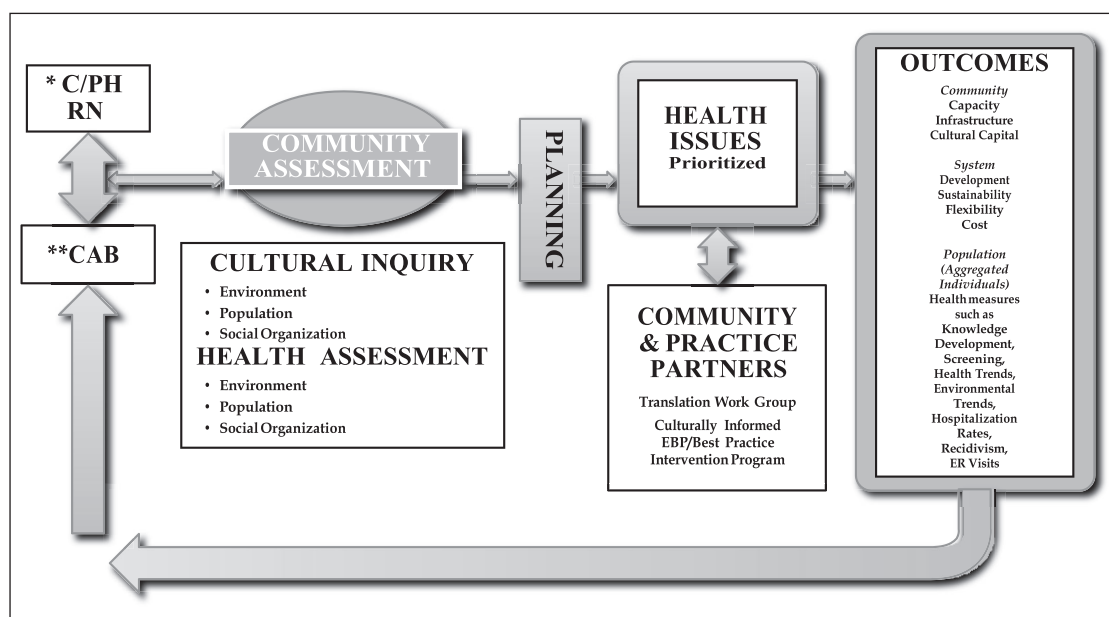 * C/PH
RN
**CAB
COMMUNITY
ASSESSMENT
CULTURAL INQUIRY
• Environment
• Population
• Social Organization
HEALTH ASSESSMENT
• Environment
• Population
• Social Organization
PLANNING
HEALTH
ISSUES
Prioritized
COMMUNITY
& PRACTICE
PARTNERS
Translation Work Group
Culturally Informed
EBP/Best Practice
Intervention Program
OUTCOMES
Community
Capacity
Infrastructure
Cultural Capital
System
Development
Sustainability
Flexibility
Cost
Population
(Aggregated
Individuals)
Health measures
such as
Knowledge
Development,
Screening,
Health Trends,
Environmental
Trends,
Hospitalization
Rates,
Recidivism,
ER Visits